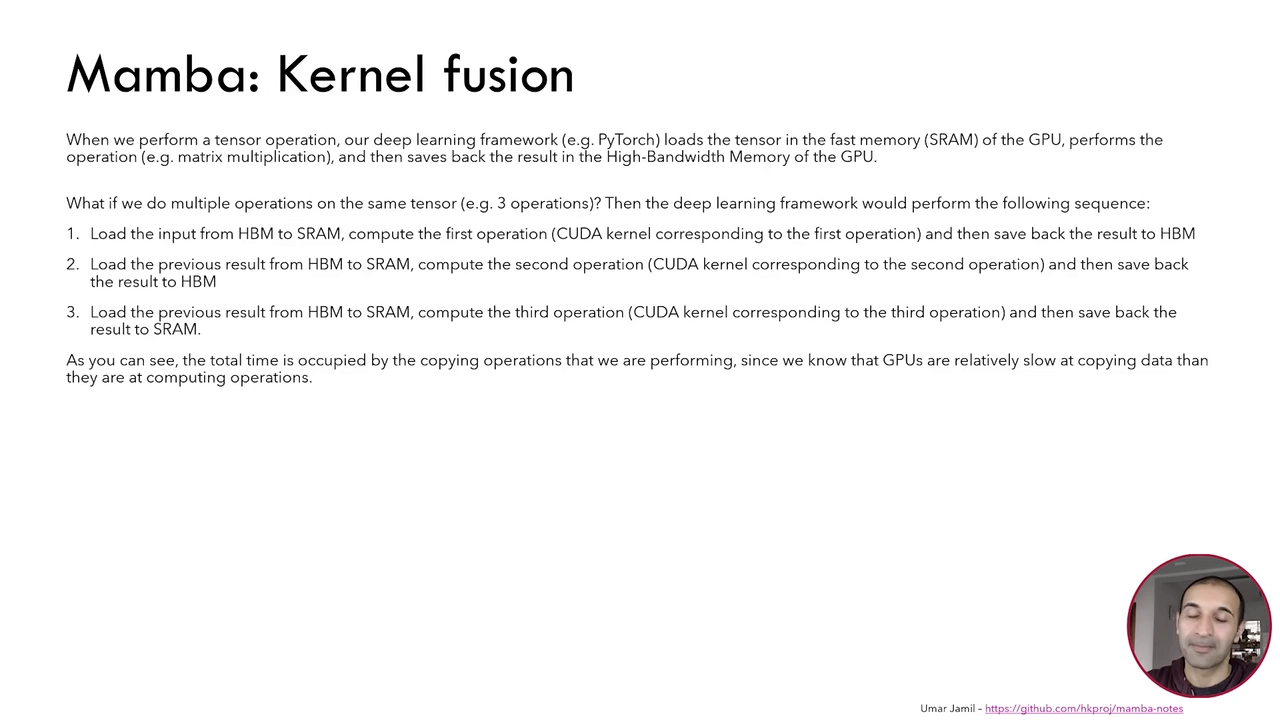 Mamba: Kernel fusion
When we perform a tensor operation, our deep learning framework (e.g. PyTorch) loads the tensor in the fast memory (SRAM) of the GPU, performs the
operation (e.g. matrix multiplication), and then saves back the result in the High-Bandwidth Memory of the GPU.
What if we do multiple operations on the same tensor (e.g. 3 operations)? Then the deep learning framework would perform the following sequence:
1. Load the input from HBM to SRAM, compute the first operation (CUDA kernel corresponding to the first operation) and then save back the result to HBM
2. Load the previous result from HBM to SRAM, compute the second operation (CUDA kernel corresponding to the second operation) and then save back
the result to HBM
3. Load the previous result from HBM to SRAM, compute the third operation (CUDA kernel corresponding to the third operation) and then save back the
result to SRAM.
As you can see, the total time is occupied by the copying operations that we are performing, since we know that GPUs are relatively slow at copying data than
they are at computing operations.
Umar Jamil – https://github.com/hkproj/mamba-notes